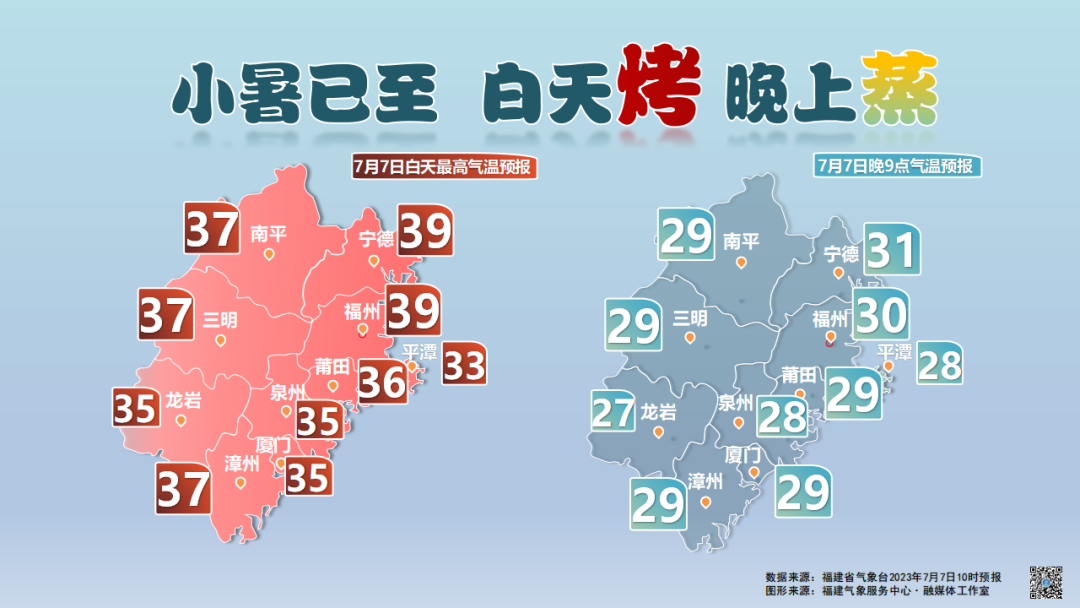 小暑已至 白天烤 晚上蒸
7月7日白天最高气温预报
37
南平
宁德
39
37
三明
福州
39
平潭
33
莆田
36
35
龙岩
泉州
35
厦门
35
漳州
37
7月7日晚9点气温预报
29
南平
宁德
31
29
三明
福州
30
平潭
28
莆田
29
27
龙岩
泉州
28
厦门
29
漳州
29
数据来源：福建省气象台2023年7月7日10时预报
图形来源：福建气象服务中心·融媒体工作室